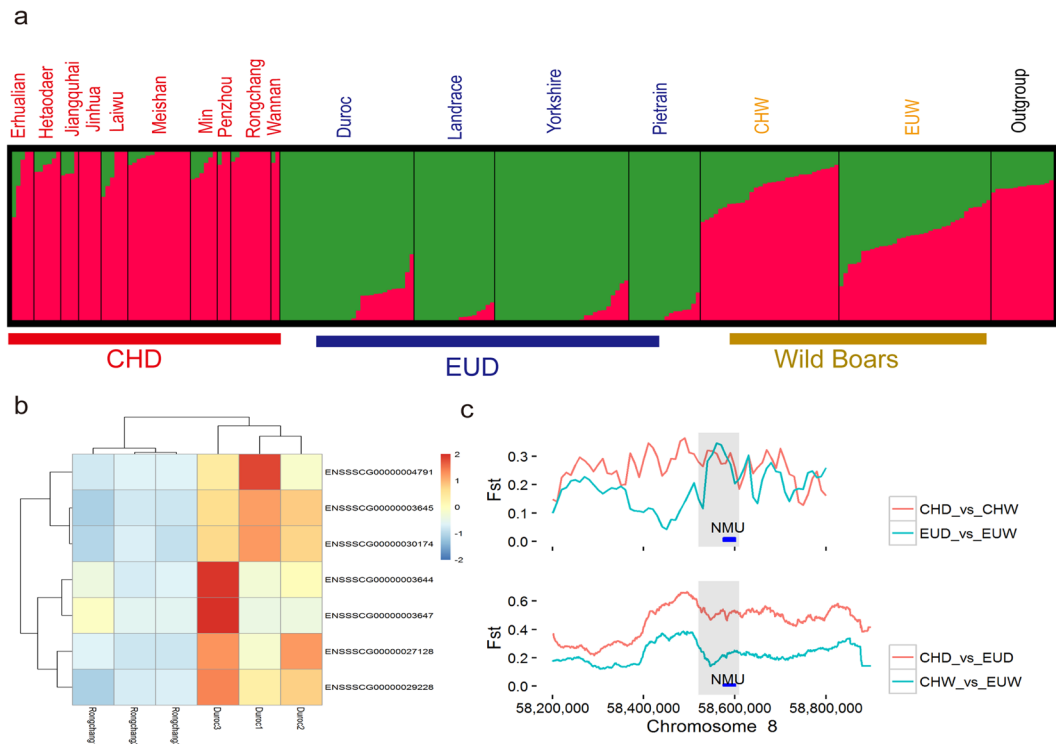 a
Erhualian
Hetaodaer
Jiangquhai
Jinhua
Laiwu
Meishan
Min
Penzhou
Rongchang
Wannan
Duroc
Landrace
Yorkshire
Pietrain
CHW
EUW
Outgroup
CHD
EUD
Wild Boars
b
ENSSSCG00000004791
ENSSSCG00000003645
ENSSSCG00000030174
ENSSSCG00000003644
ENSSSCG00000003647
ENSSSCG00000027128
ENSSSCG00000029228
Rongchang
Rongchang
Rongchang
Duroc3
Duroc1
Duroc2
2
1
0
-1
-2
c
Fst
0.3
0.2
0.1
0.0
NMU
CHD_vs_CHW
EUD_vs_EUW
Fst
0.6
0.4
0.2
0.0
NMU
CHD_vs_EUD
CHW_vs_EUW
58,200,000 58,400,000 58,600,000 58,800,000
Chromosome 8